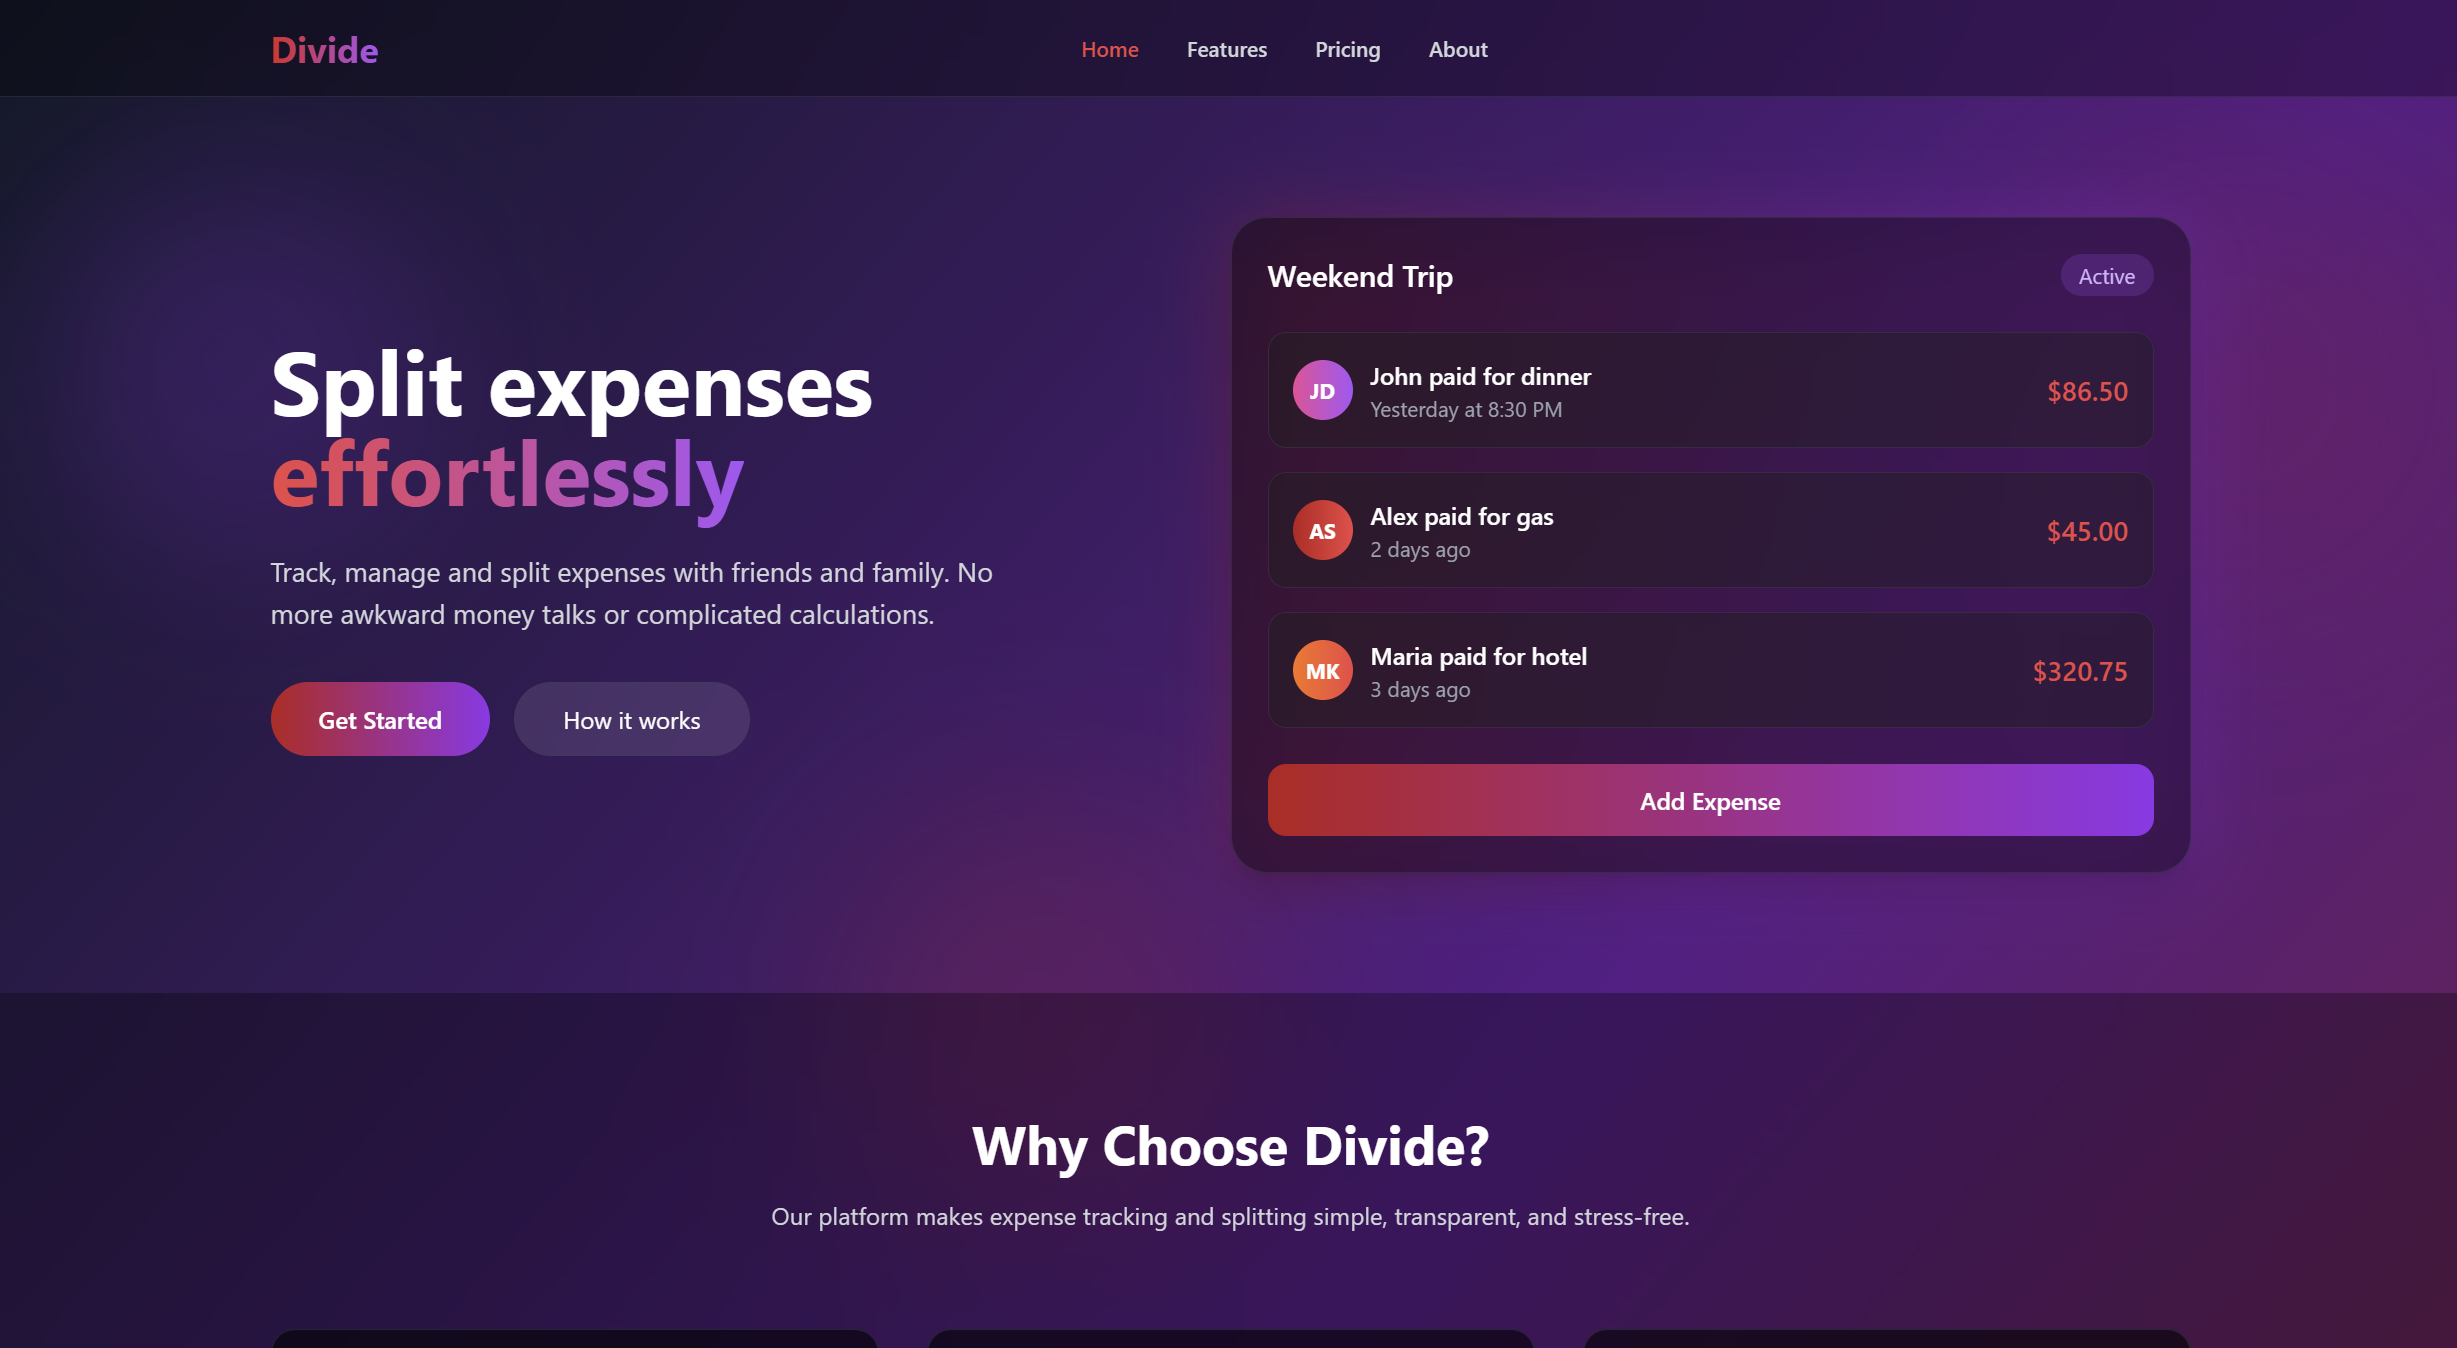 Divide
Home
Features
Pricing
About
Split expenses
effortlessly
Track, manage and split expenses with friends and family. No
more awkward money talks or complicated calculations.
Get Started
How it works
Weekend Trip
Active
JD
John paid for dinner
Yesterday at 8:30 PM
$86.50
AS
Alex paid for gas
2 days ago
$45.00
MK
Maria paid for hotel
3 days ago
$320.75
Add Expense
Why Choose Divide?
Our platform makes expense tracking and splitting simple, transparent, and stress-free.